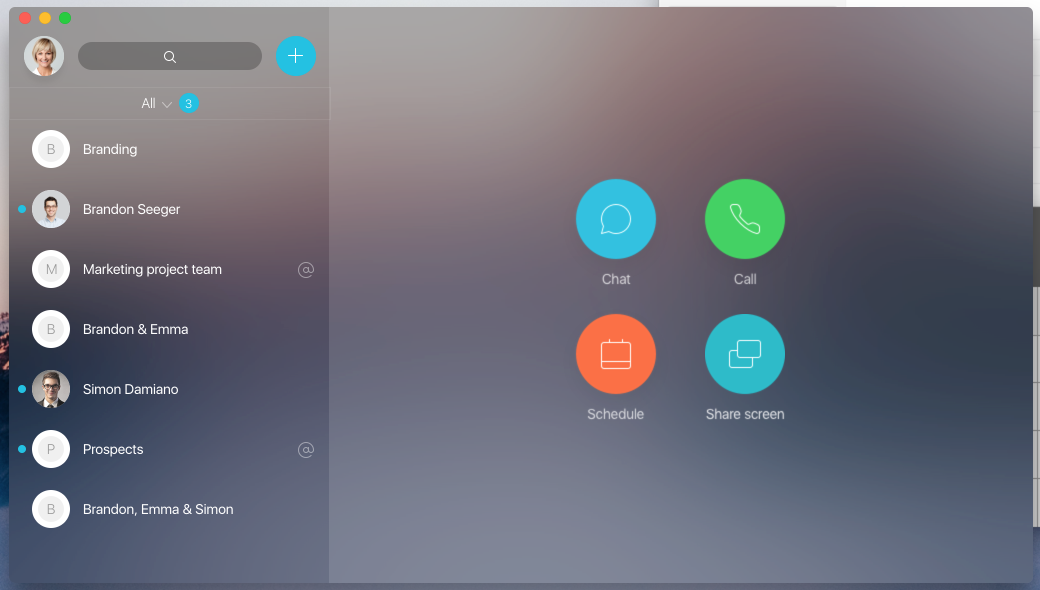 All 3
B Branding
Brandon Seeger
M Marketing project team @
B Brandon & Emma
Simon Damiano
P Prospects @
B Brandon, Emma & Simon
Chat
Call
Schedule
Share screen